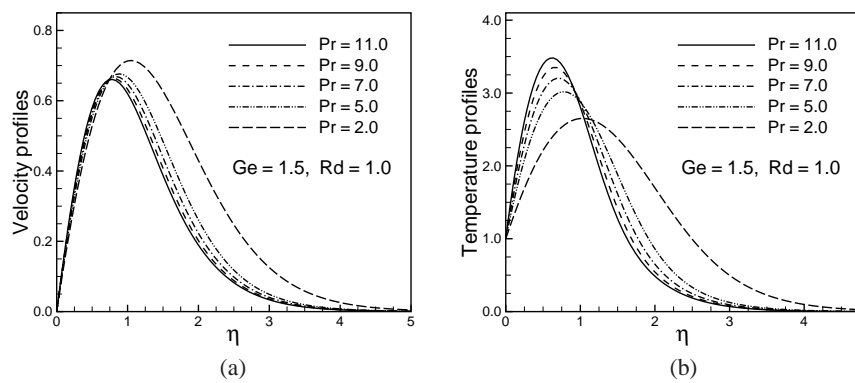 Velocity profiles
0.8
0.6
0.4
0.2
0.0
0
1
2
3
4
5
η
Pr = 11.0
Pr = 9.0
Pr = 7.0
Pr = 5.0
Pr = 2.0
Ge = 1.5, Rd = 1.0
(a)
Temperature profiles
4.0
3.0
2.0
1.0
0.0
0
1
2
3
4
η
Pr = 11.0
Pr = 9.0
Pr = 7.0
Pr = 5.0
Pr = 2.0
Ge = 1.5, Rd = 1.0
(b)